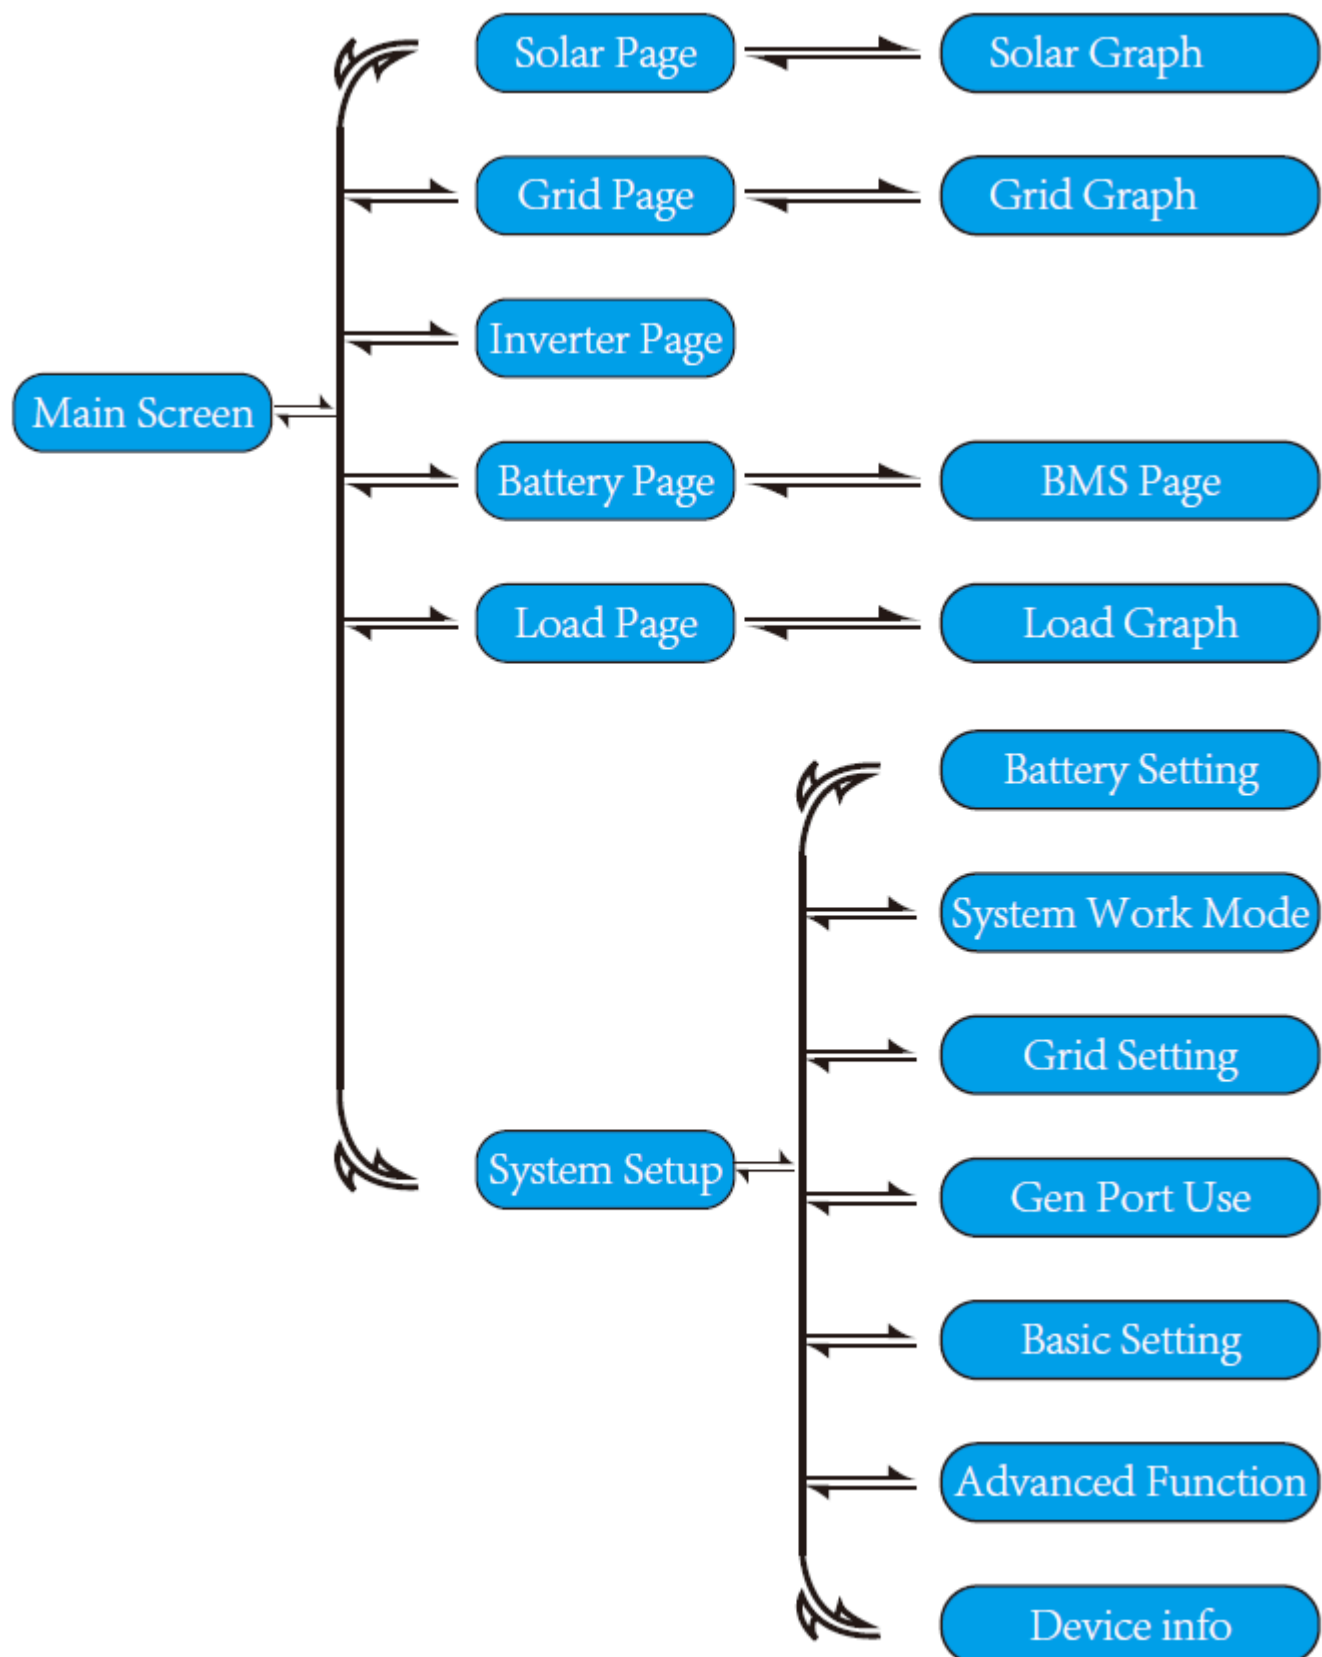 Solar Page
Solar Graph
Grid Page
Grid Graph
Inverter Page
Main Screen
Battery Page
BMS Page
Load Page
Load Graph
Battery Setting
System Work Mode
Grid Setting
System Setup
Gen Port Use
Basic Setting
Advanced Function
Device info